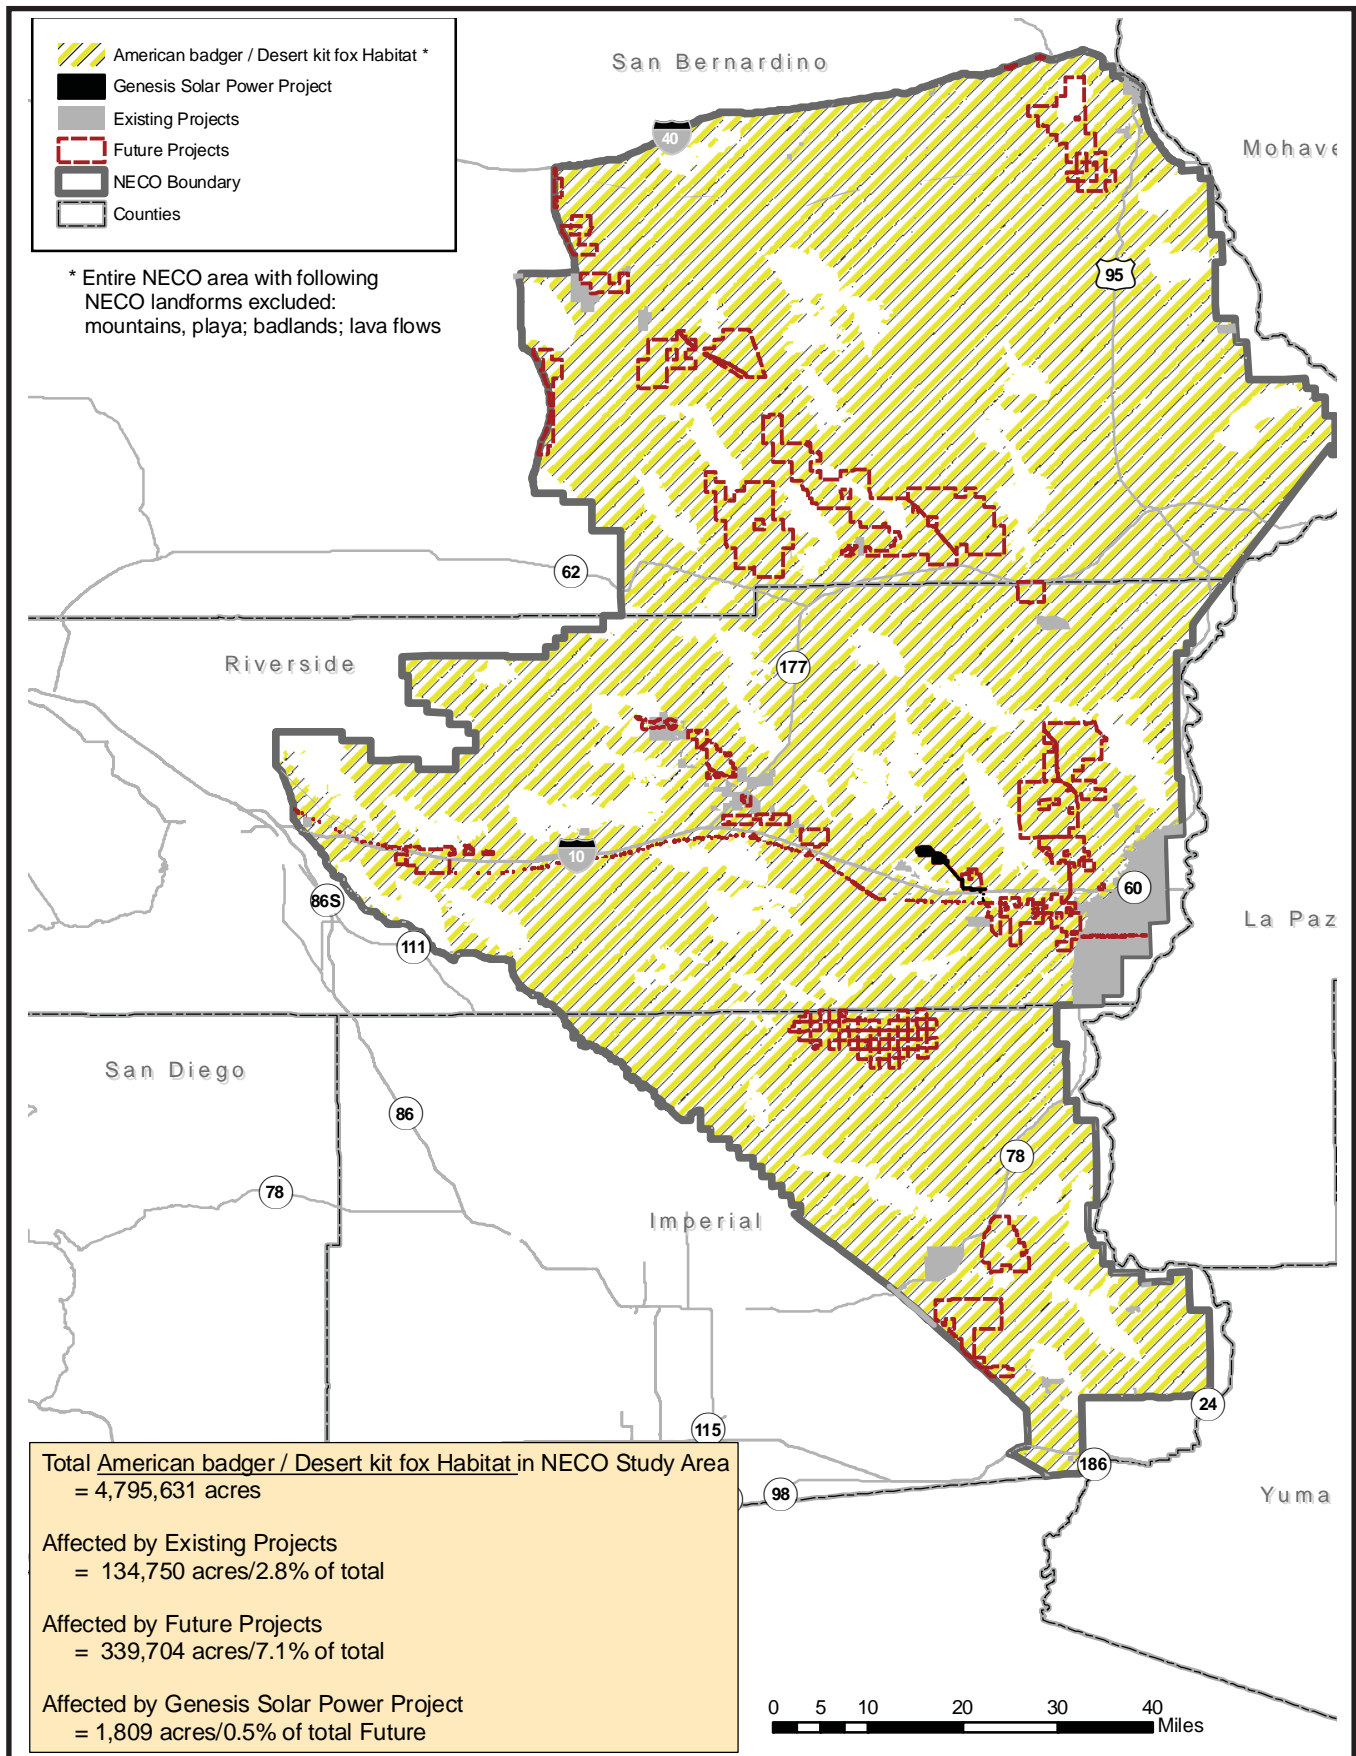 American badger / Desert kit fox Habitat *
Genesis Solar Power Project
Existing Projects
Future Projects
NECO Boundary
Counties
* Entire NECO area with following
NECO landforms excluded:
mountains, playa; badlands; lava flows
San Bernardino
40
Mohave
95
62
Riverside
177
10
60
86S
111
La Paz
San Diego
86
78
78
Imperial
24
115
186
98
Yuma
Total American badger / Desert kit fox Habitat in NECO Study Area
= 4,795,631 acres
Affected by Existing Projects
= 134,750 acres/2.8% of total
Affected by Future Projects
= 339,704 acres/7.1% of total
Affected by Genesis Solar Power Project
= 1,809 acres/0.5% of total Future
0 5 10 20 30 40
Miles